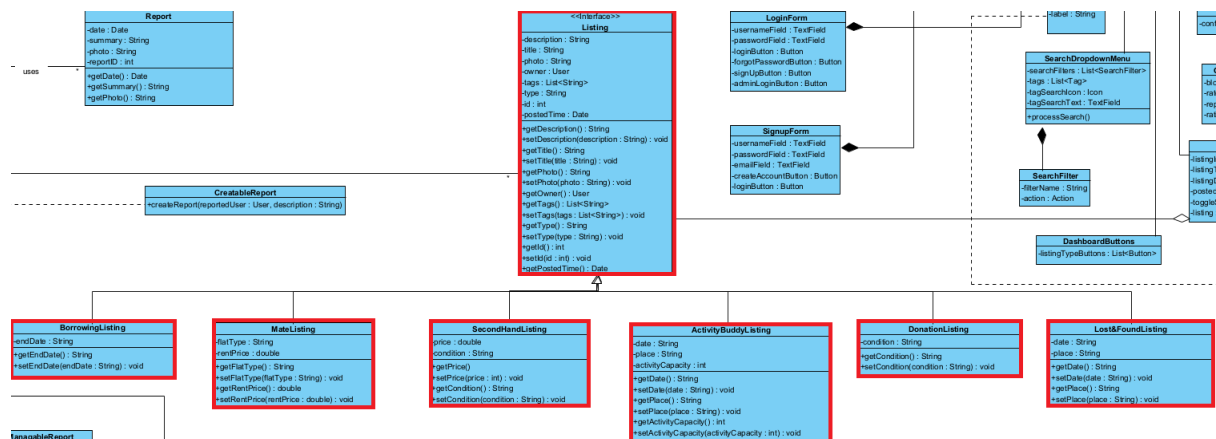 Report
-date : Date
-summary : String
-photo : String
-reportID : int
+getDate() : Date
+getSummary() : String
+getPhoto() : String
uses
*
CreatableReport
+createReport(reportedUser : User, description : String)
<<Interface>>
Listing
-description : String
-title : String
-photo : String
-owner : User
-tags : List<String>
-type : String
-id : int
-postedTime : Date
+getDescription() : String
+setDescription(description : String) : void
+getTitle() : String
+setTitle(title : String) : void
+getPhoto() : String
+setPhoto(photo : String) : void
+getOwner() : User
+getTags() : List<String>
+setTags(tags : List<String>) : void
+getType() : String
+setType(type : String) : void
+getId() : int
+setId(id : int) : void
+getPostedTime() : Date
*
LoginForm
-usernameField : TextField
-passwordField : TextField
-loginButton : Button
-forgotPasswordButton : Button
-signUpButton : Button
-adminLoginButton : Button
SignupForm
-usernameField : TextField
-passwordField : TextField
-emailField : TextField
-createAccountButton : Button
-loginButton : Button
-label : String
SearchDropdownMenu
-searchFilters : List<SearchFilter>
-tags : List<Tag>
-tagSearchIcon : Icon
-tagSearchText : TextField
+processSearch()
SearchFilter
-filterName : String
-action : Action
DashboardButtons
-listingTypeButtons : List<Button>
-listing
BorrowingListing
-endDate : String
+getEndDate() : String
+setEndDate(endDate : String) : void
MateListing
-flatType : String
-rentPrice : double
+getFlatType() : String
+setFlatType(flatType : String) : void
+getRentPrice() : double
+setRentPrice(rentPrice : double) : void
SecondHandListing
-price : double
-condition : String
+getPrice()
+setPrice(price : int) : void
+getCondition() : String
+setCondition(condition : String) : void
ActivityBuddyListing
-date : String
-place : String
-activityCapacity : int
+getDate() : String
+setDate(date : String) : void
+getPlace() : String
+setPlace(place : String) : void
+getActivityCapacity() : int
+setActivityCapacity(activityCapacity : int) : void
DonationListing
-condition : String
+getCondition() : String
+setCondition(condition : String) : void
Lost&FoundListing
-date : String
-place : String
+getDate() : String
+setDate(date : String) : void
+getPlace() : String
+setPlace(place : String) : void
ManagableReport